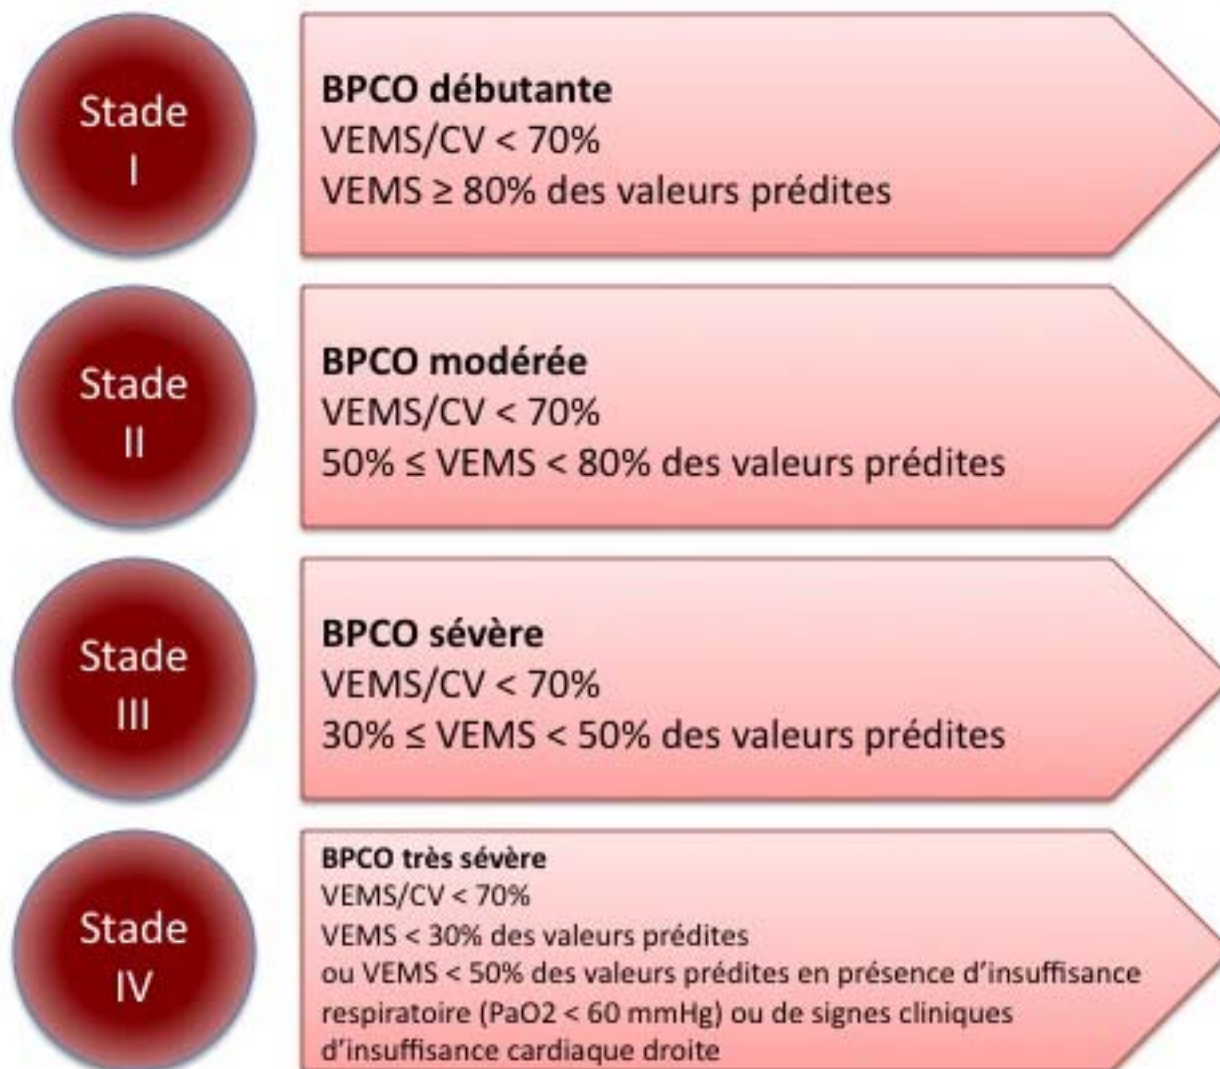 Stade
I
BPCO débutante
VEMS/CV < 70%
VEMS ≥ 80% des valeurs prédites
Stade
II
BPCO modérée
VEMS/CV < 70%
50% ≤ VEMS < 80% des valeurs prédites
Stade
III
BPCO sévère
VEMS/CV < 70%
30% ≤ VEMS < 50% des valeurs prédites
Stade
IV
BPCO très sévère
VEMS/CV < 70%
VEMS < 30% des valeurs prédites
ou VEMS < 50% des valeurs prédites en présence d'insuffisance
respiratoire (PaO2 < 60 mmHg) ou de signes cliniques
d'insuffisance cardiaque droite